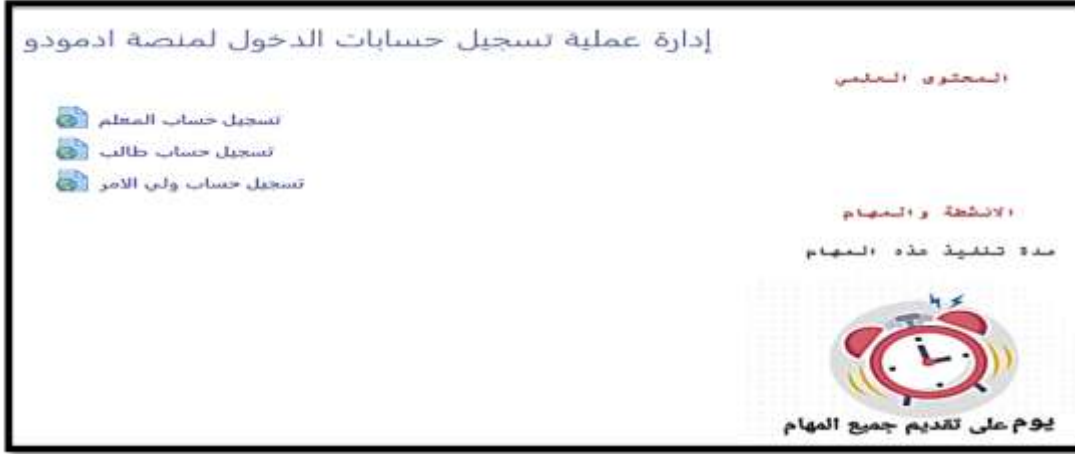 إدارة عملية تسجيل حسابات الدخول لمنصة ادمودو
المحتوى العلمي
تسجيل حساب المعلم
تسجيل حساب طالب
تسجيل حساب ولي الامر
الانشطة والمهام
مدة تنفيذ هذه المهام
يوم على تقديم جميع المهام